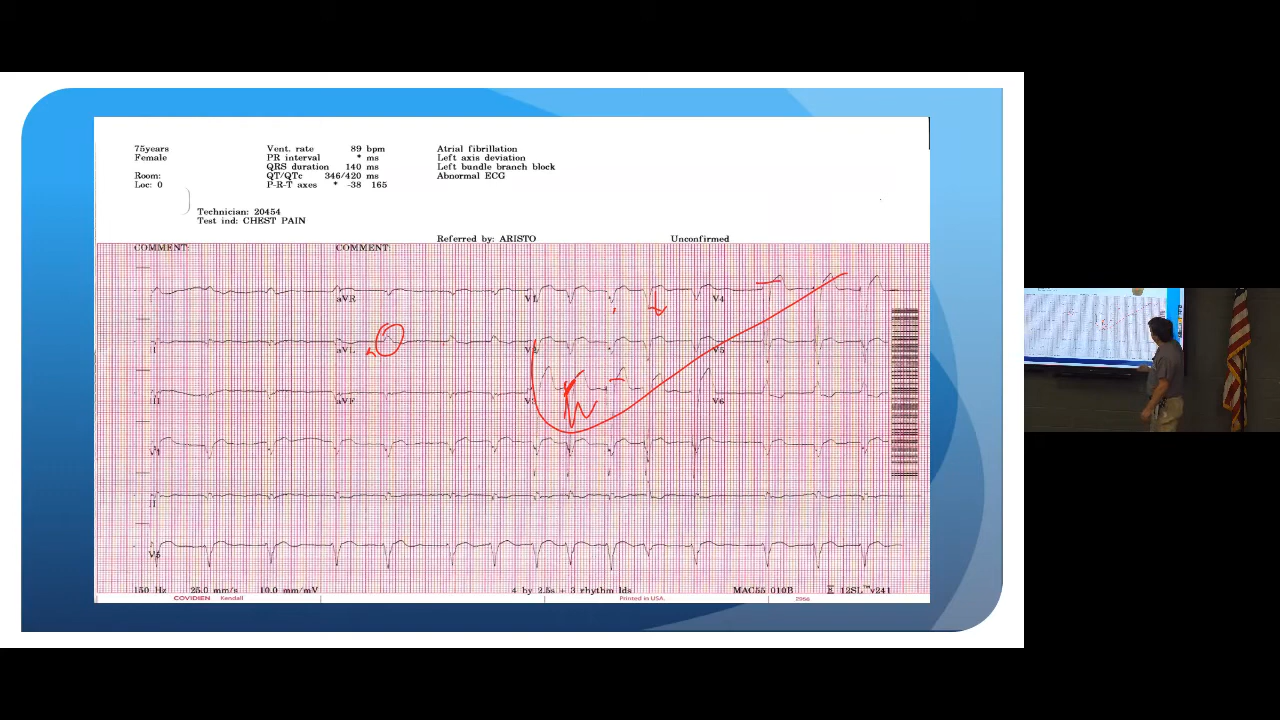 75years
Female
Room:
Loc: 0
Vent. rate 89 bpm
PR interval * ms
QRS duration 140 ms
QT/QTc 346/420 ms
P-R-T axes * -38 165
Atrial fibrillation
Left axis deviation
Left bundle branch block
Abnormal ECG
Technician: 20454
Test ind: CHEST PAIN
Referred by: ARISTO
Unconfirmed
COMMENT:
COMMENT:
aVR
V1
V4
aVL
V5
aVF
V6
V1
II
V5
150 Hz 25.0 mm/s 10.0 mm/mV
4 by 2.5s + 3 rhythm lds
MAC55 010B
12SL™ v241
COVIDIEN Kendall
Printed in USA.
2956